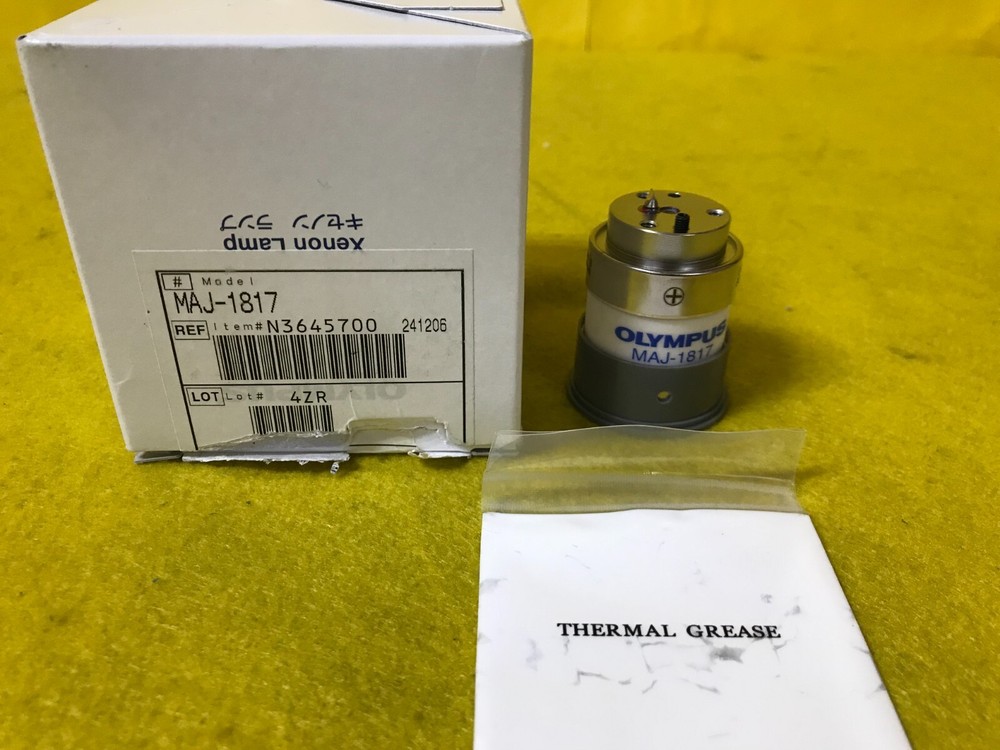 Xenon Lamp
キセノン ランプ
# Model
MAJ-1817
REF Item# N3645700 241206
LOT Lot# 4ZR
OLYMPUS
MAJ-1817
THERMAL GREASE